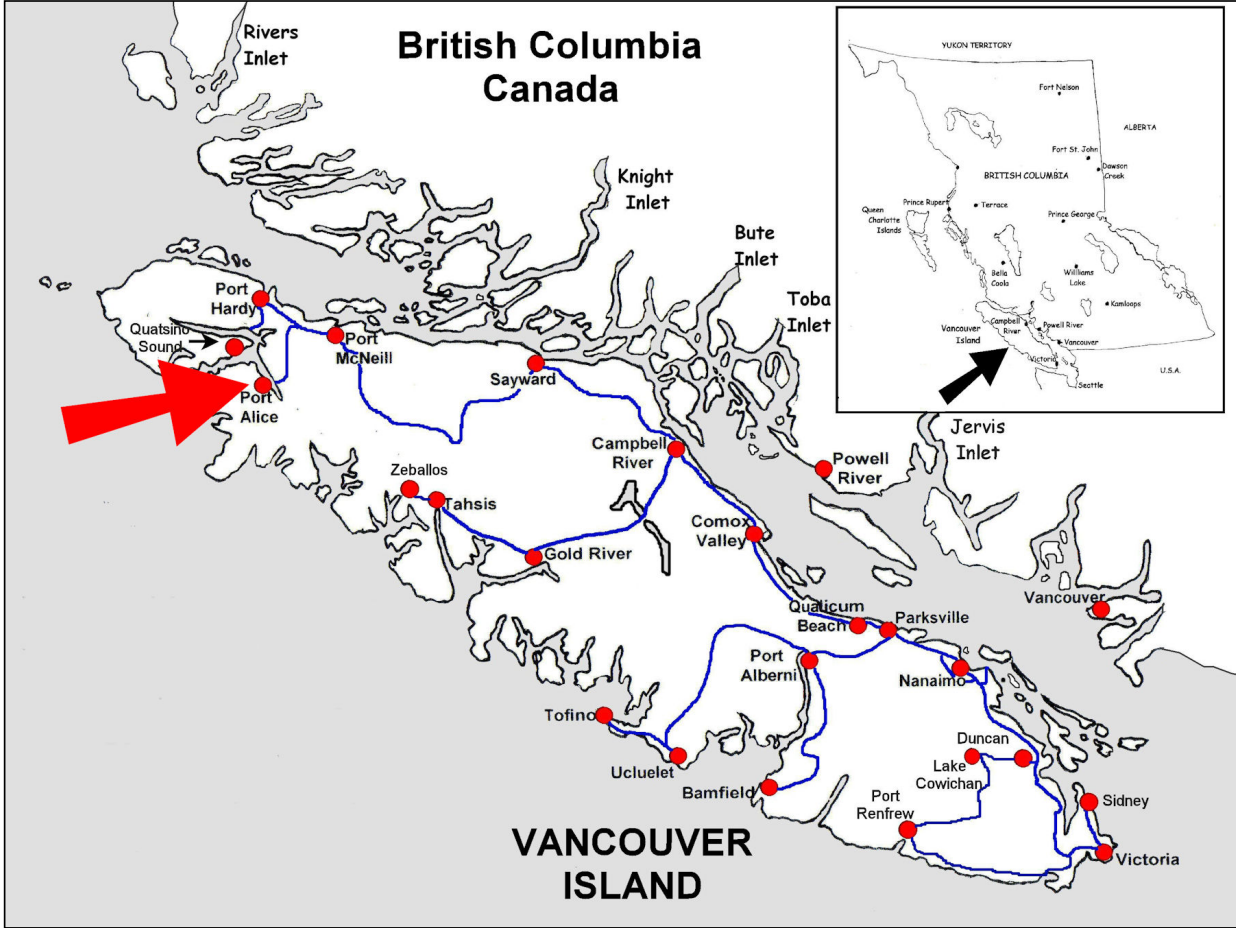 British Columbia
Canada
Rivers
Inlet
Knight
Inlet
Bute
Inlet
Toba
Inlet
Jervis
Inlet
Port
Hardy
Quatsino
Sound
Port
McNeill
Port
Alice
Sayward
Campbell
River
Powell
River
Zeballos
Tahsis
Gold River
Comox
Valley
Qualicum
Beach
Parksville
Vancouver
Port
Alberni
Nanaimo
Tofino
Ucluelet
Bamfield
Duncan
Lake
Cowichan
Port
Renfrew
Sidney
Victoria
VANCOUVER
ISLAND
YUKON TERRITORY
Fort Nelson
ALBERTA
Fort St. John
Dawson
Creek
BRITISH COLUMBIA
Prince Rupert
Terrace
Queen
Charlotte
Islands
Prince George
Bella
Coola
Williams
Lake
Kamloops
Vancouver
Island
Campbell
River
Powell River
Vancouver
Victoria
Seattle
U.S.A.